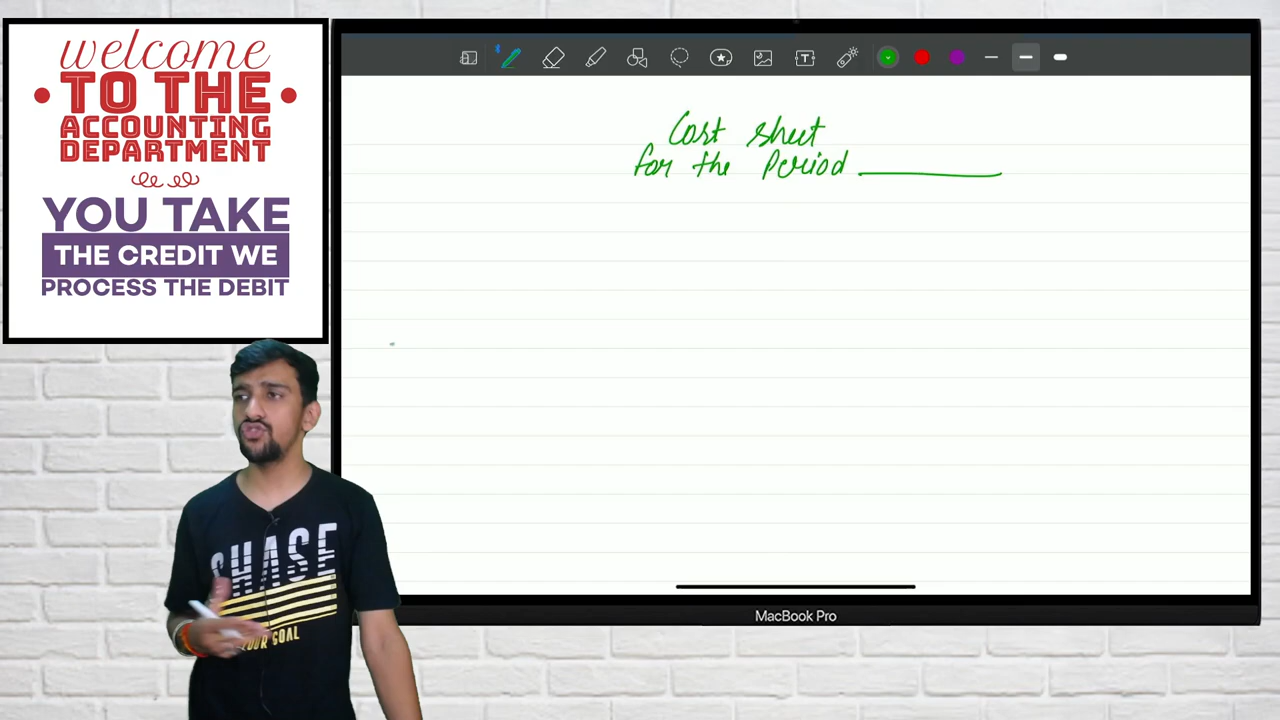 welcome
TO THE
ACCOUNTING
DEPARTMENT
YOU TAKE
THE CREDIT WE
PROCESS THE DEBIT
Cost sheet
for the Period
MacBook Pro
T
CHASE
YOUR GOAL